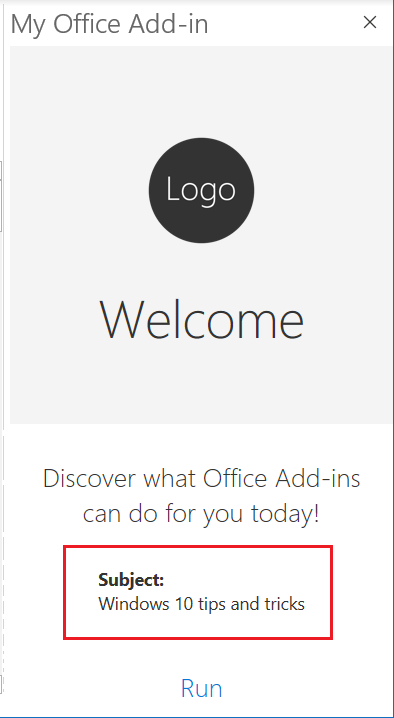 My Office Add-in
Logo
Welcome
Discover what Office Add-ins
can do for you today!
Subject:
Windows 10 tips and tricks
Run